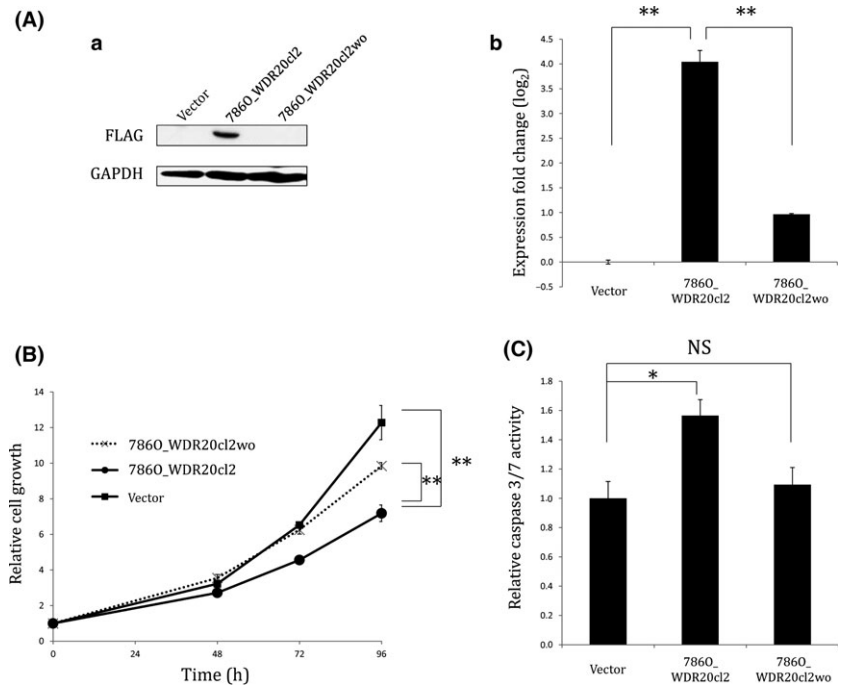 (A)
a
Vector
786O_WDR20cl2
786O_WDR20cl2wo
FLAG
GAPDH
b
**
**
Expression fold change (log2)
4.5
4.0
3.5
3.0
2.5
2.0
1.5
1.0
0.5
0.0
−0.5
Vector
786O_
WDR20cl2
786O_
WDR20cl2wo
(B)
Relative cell growth
14
12
10
8
6
4
2
0
786O_WDR20cl2wo
786O_WDR20cl2
Vector
**
**
0
24
48
72
96
Time (h)
(C)
NS
*
Relative caspase 3/7 activity
1.8
1.6
1.4
1.2
1.0
0.8
0.6
0.4
0.2
0.0
Vector
786O_
WDR20cl2
786O_
WDR20cl2wo